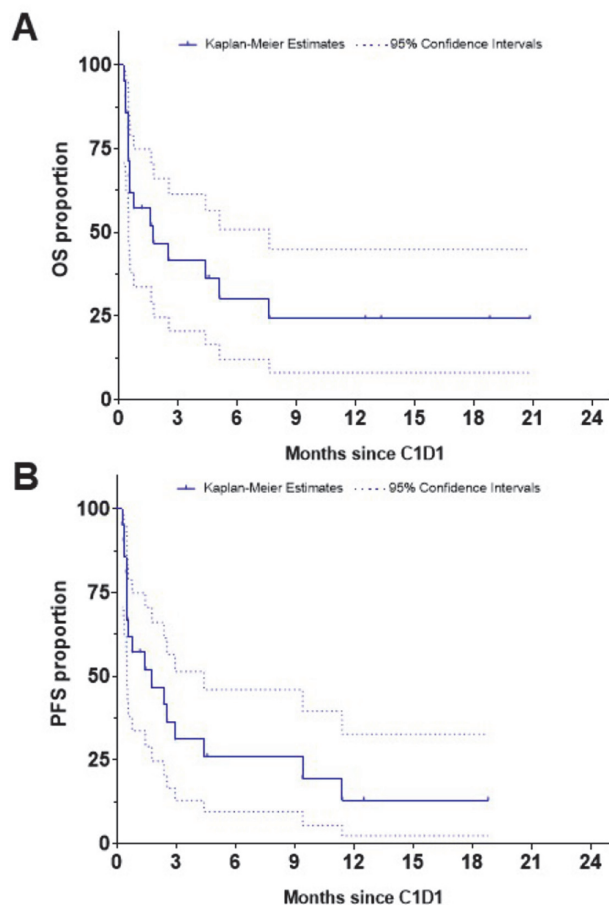 A
Kaplan-Meier Estimates 95% Confidence Intervals
100
75
50
25
0
OS proportion
0 3 6 9 12 15 18 21 24
Months since C1D1
B
Kaplan-Meier Estimates 95% Confidence Intervals
100
75
50
25
0
PFS proportion
0 3 6 9 12 15 18 21 24
Months since C1D1